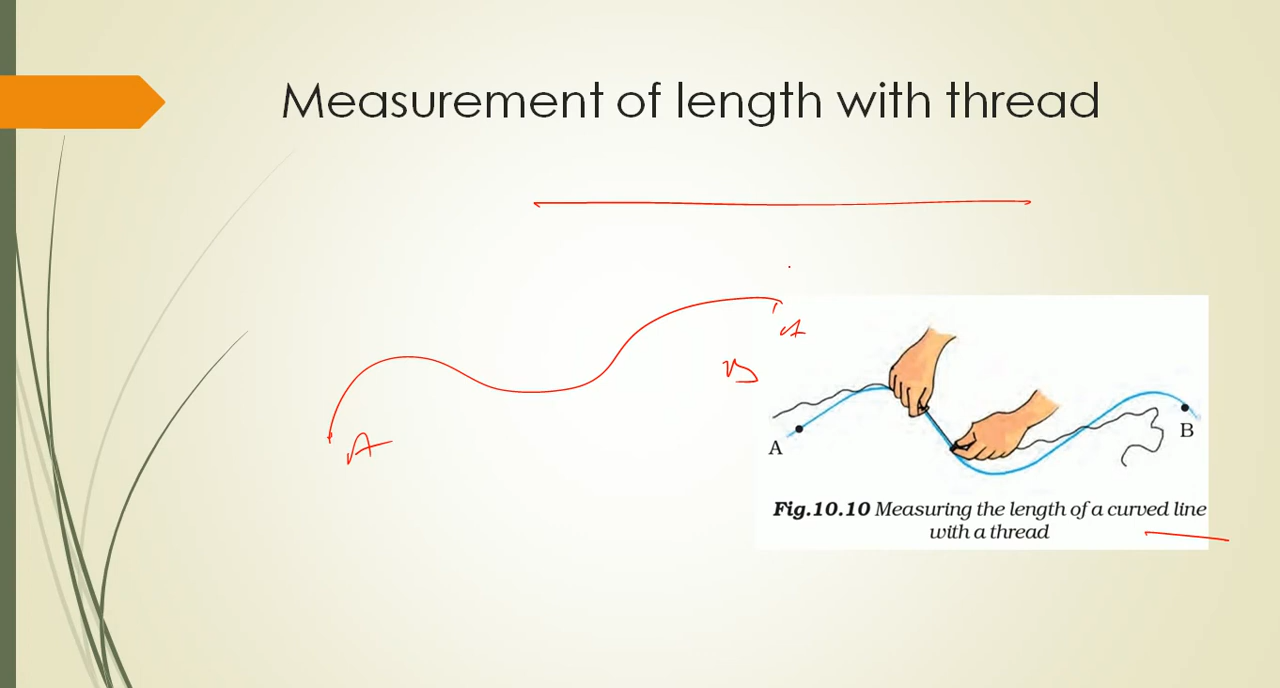 Measurement of length with thread
A
B
A
B
Fig.10.10 Measuring the length of a curved line
with a thread